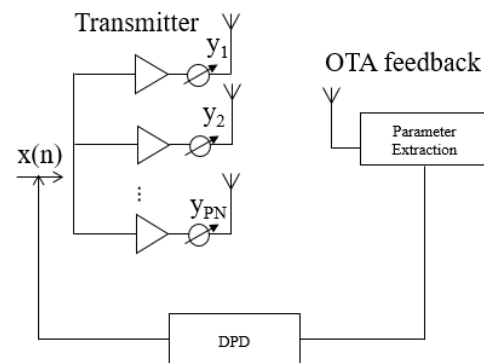 Transmitter
y1
OTA feedback
y2
Parameter
Extraction
x(n)
...
yPN
DPD